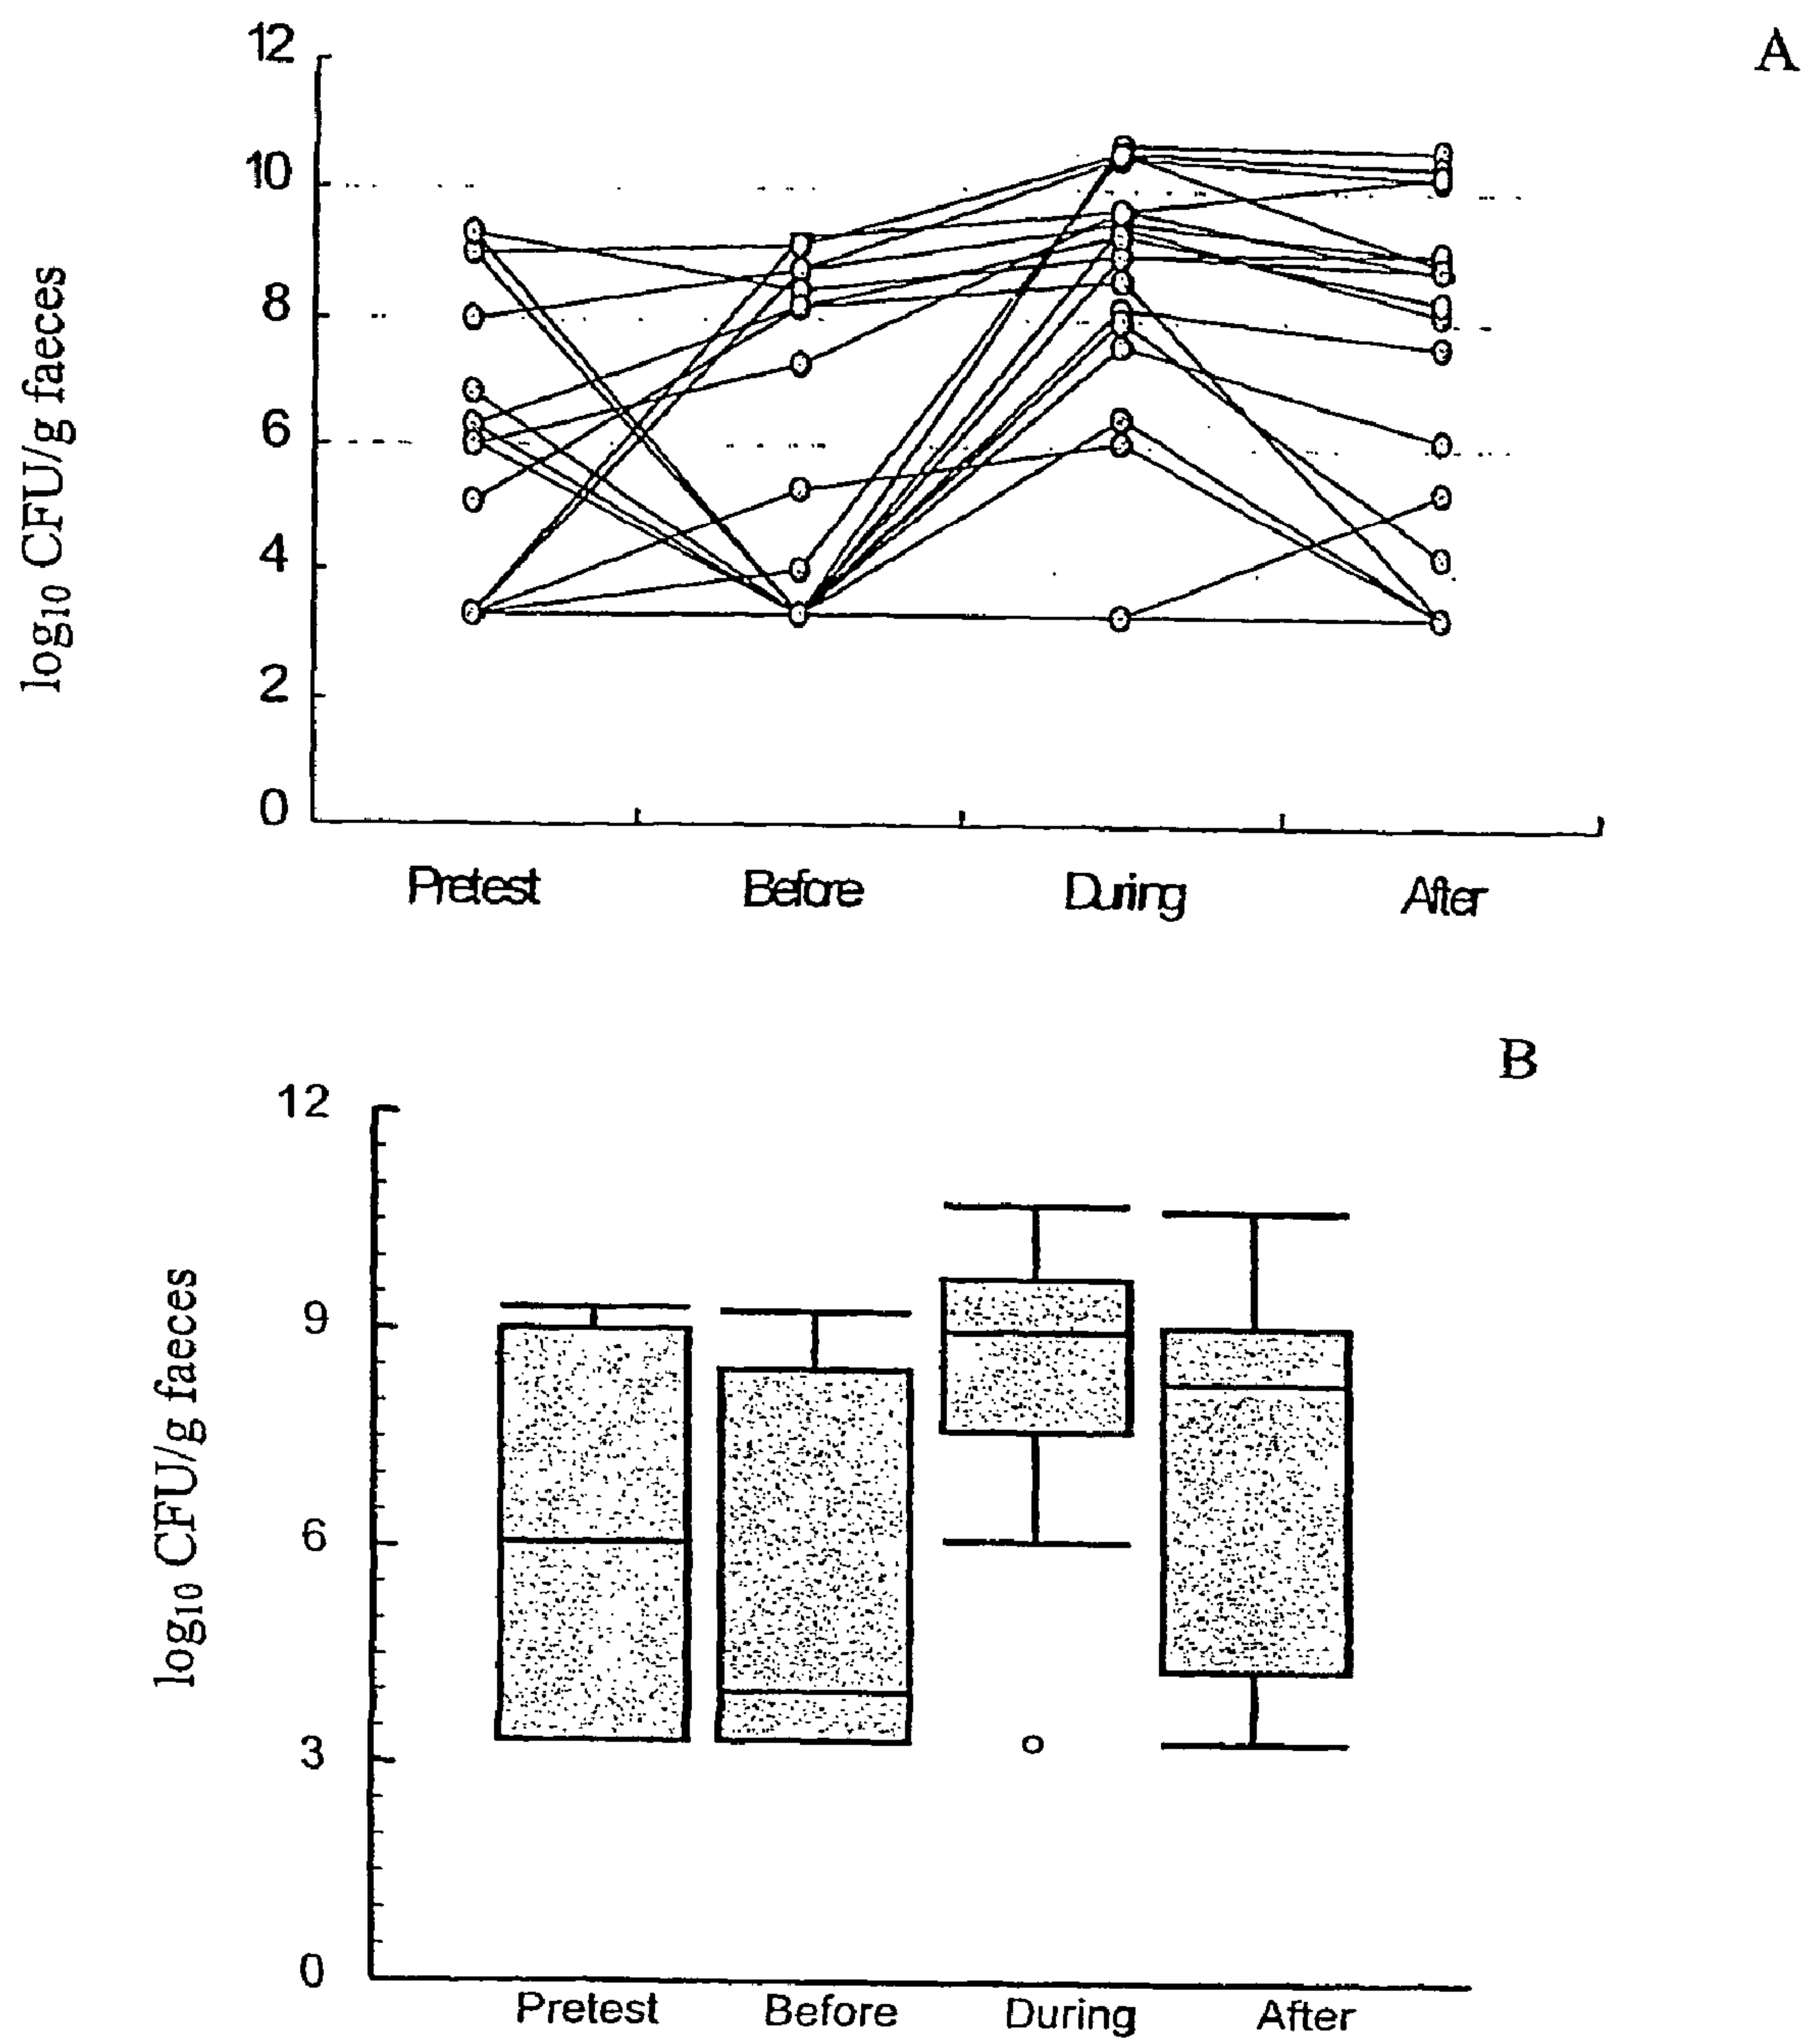 A
12
10
8
6
4
2
0
log10 CFU/g faeces
Pretest Before During After
B
12
9
6
3
0
log10 CFU/g faeces
Pretest Before During After